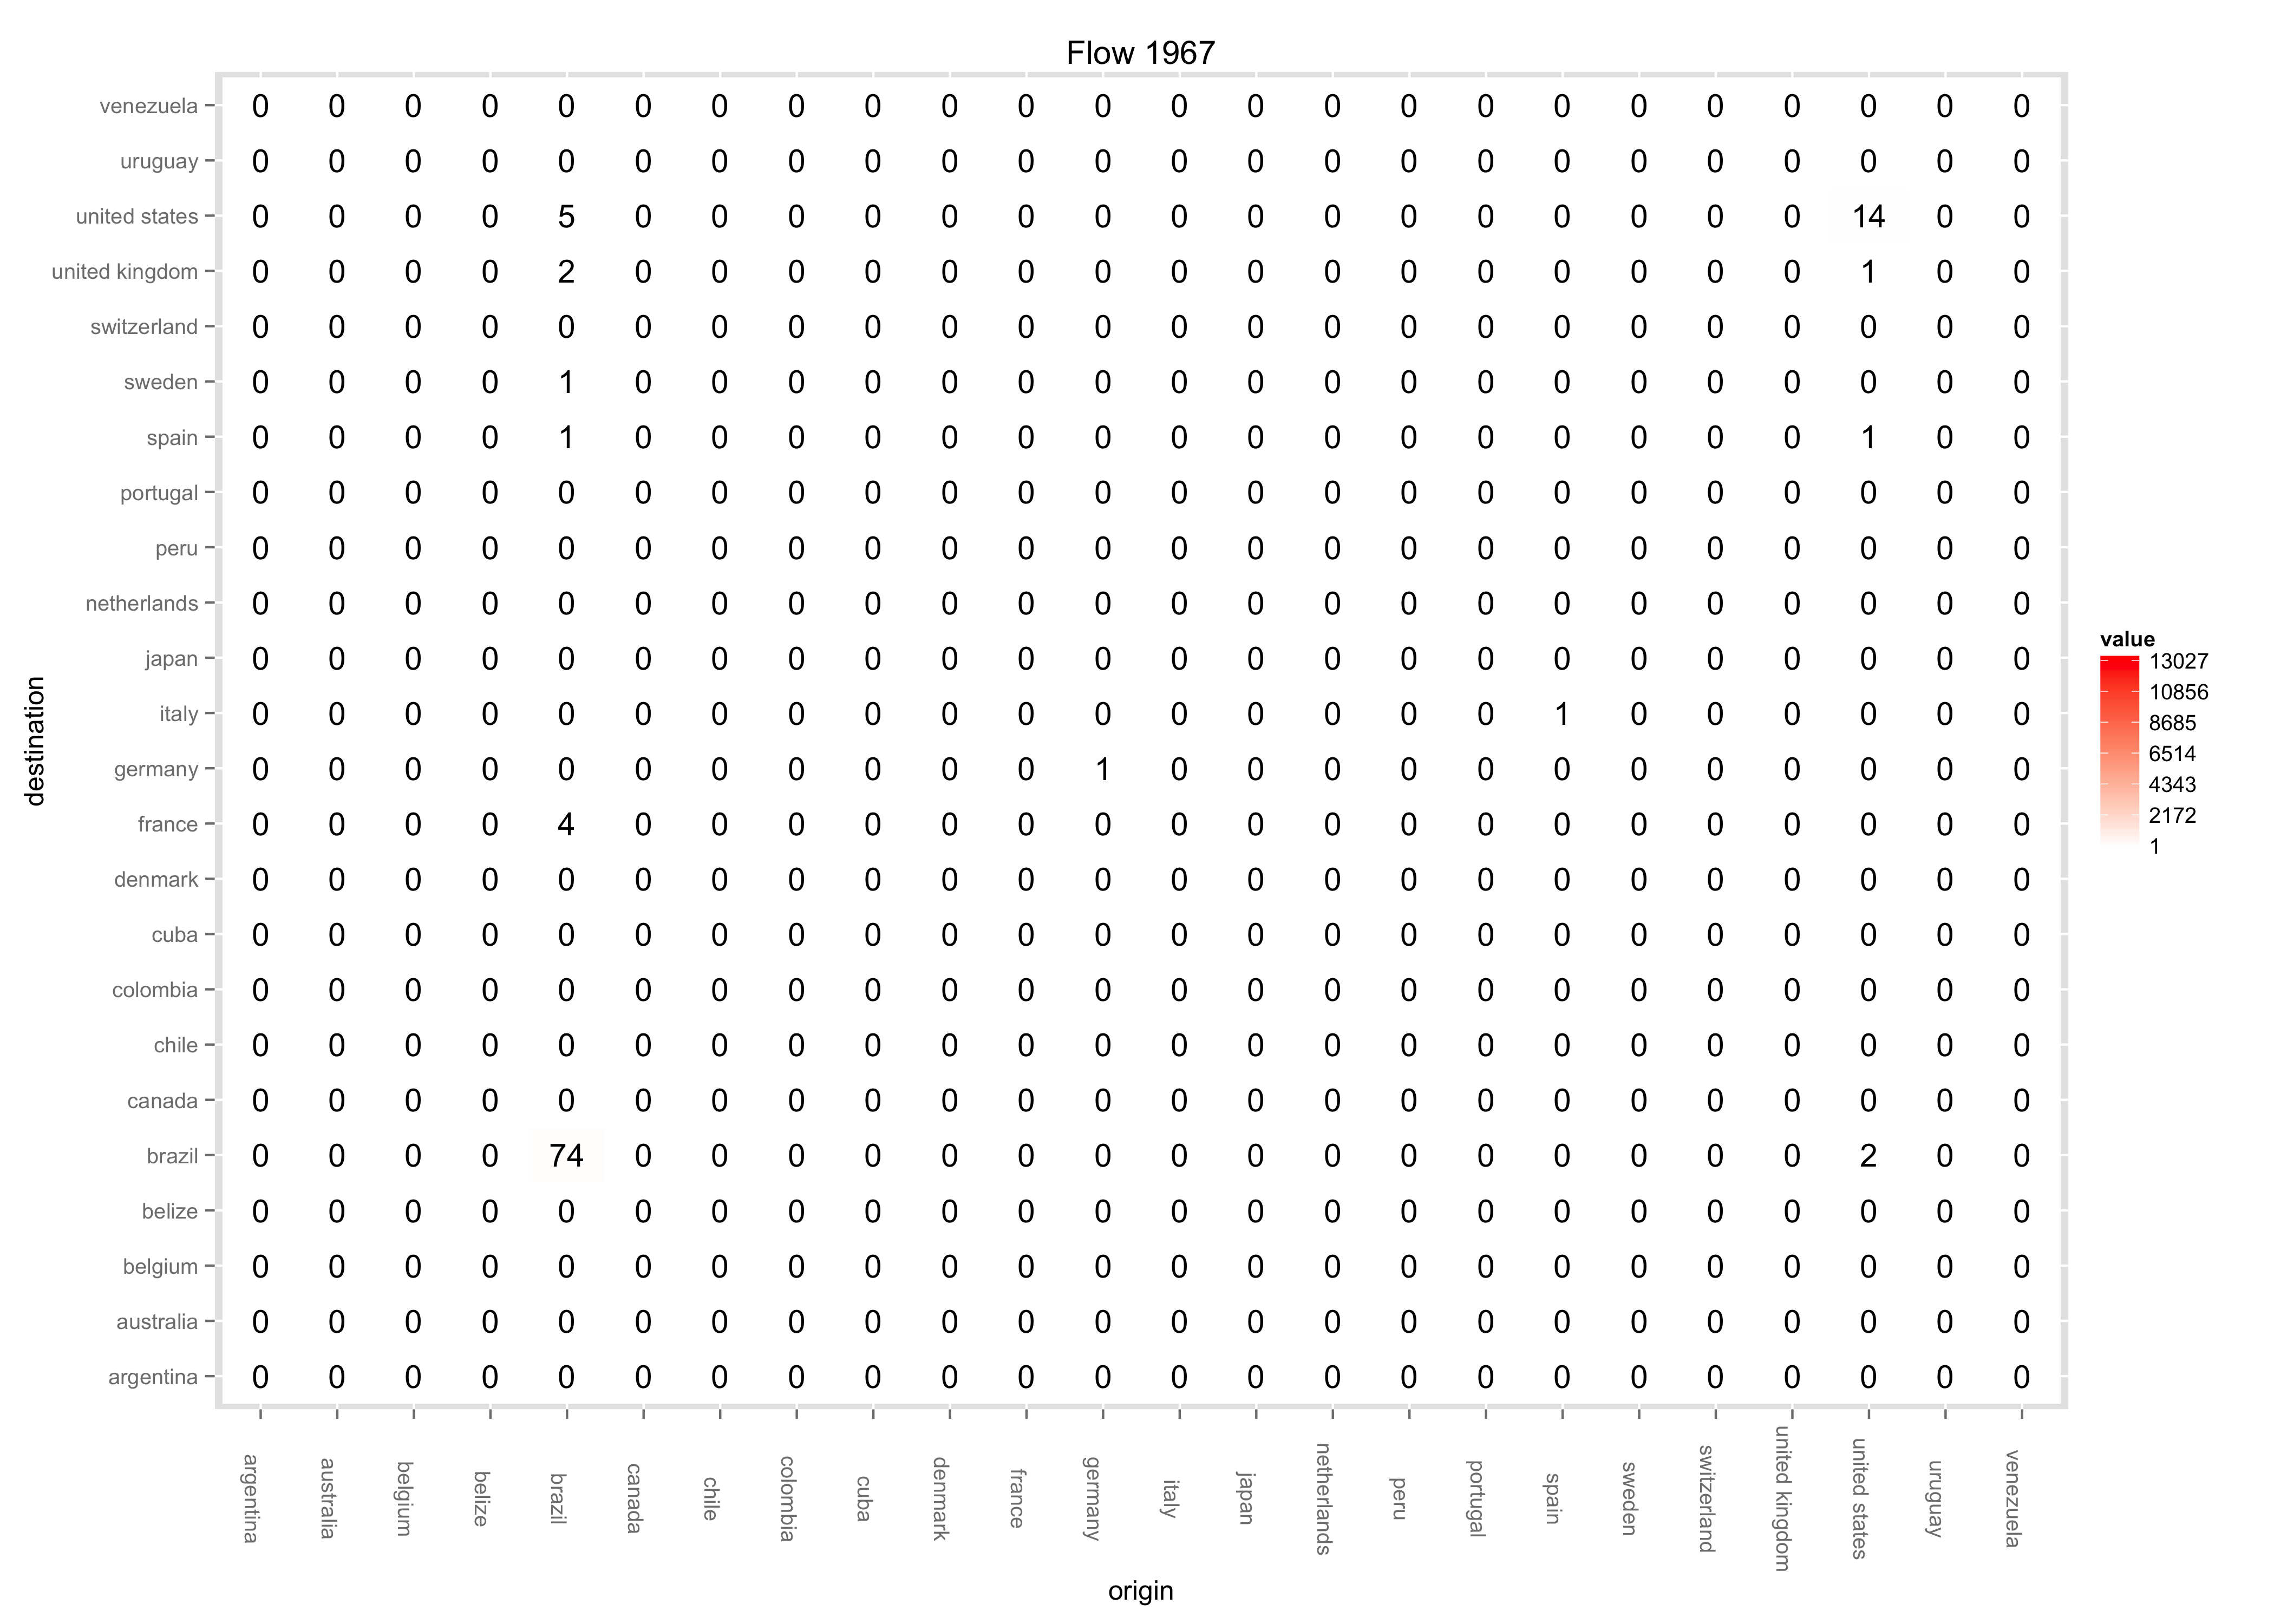 Flow 1967
venezuela 0 0 0 0 0 0 0 0 0 0 0 0 0 0 0 0 0 0 0 0 0 0 0 0
uruguay 0 0 0 0 0 0 0 0 0 0 0 0 0 0 0 0 0 0 0 0 0 0 0 0
united states 0 0 0 0 5 0 0 0 0 0 0 0 0 0 0 0 0 0 0 0 0 14 0 0
united kingdom 0 0 0 0 2 0 0 0 0 0 0 0 0 0 0 0 0 0 0 0 0 1 0 0
switzerland 0 0 0 0 0 0 0 0 0 0 0 0 0 0 0 0 0 0 0 0 0 0 0 0
sweden 0 0 0 0 1 0 0 0 0 0 0 0 0 0 0 0 0 0 0 0 0 0 0 0
spain 0 0 0 0 1 0 0 0 0 0 0 0 0 0 0 0 0 0 0 0 0 1 0 0
portugal 0 0 0 0 0 0 0 0 0 0 0 0 0 0 0 0 0 0 0 0 0 0 0 0
peru 0 0 0 0 0 0 0 0 0 0 0 0 0 0 0 0 0 0 0 0 0 0 0 0
netherlands 0 0 0 0 0 0 0 0 0 0 0 0 0 0 0 0 0 0 0 0 0 0 0 0
japan 0 0 0 0 0 0 0 0 0 0 0 0 0 0 0 0 0 0 0 0 0 0 0 0
italy 0 0 0 0 0 0 0 0 0 0 0 0 0 0 0 0 0 1 0 0 0 0 0 0
germany 0 0 0 0 0 0 0 0 0 0 0 1 0 0 0 0 0 0 0 0 0 0 0 0
france 0 0 0 0 4 0 0 0 0 0 0 0 0 0 0 0 0 0 0 0 0 0 0 0
denmark 0 0 0 0 0 0 0 0 0 0 0 0 0 0 0 0 0 0 0 0 0 0 0 0
cuba 0 0 0 0 0 0 0 0 0 0 0 0 0 0 0 0 0 0 0 0 0 0 0 0
colombia 0 0 0 0 0 0 0 0 0 0 0 0 0 0 0 0 0 0 0 0 0 0 0 0
chile 0 0 0 0 0 0 0 0 0 0 0 0 0 0 0 0 0 0 0 0 0 0 0 0
canada 0 0 0 0 0 0 0 0 0 0 0 0 0 0 0 0 0 0 0 0 0 0 0 0
brazil 0 0 0 0 74 0 0 0 0 0 0 0 0 0 0 0 0 0 0 0 0 2 0 0
belize 0 0 0 0 0 0 0 0 0 0 0 0 0 0 0 0 0 0 0 0 0 0 0 0
belgium 0 0 0 0 0 0 0 0 0 0 0 0 0 0 0 0 0 0 0 0 0 0 0 0
australia 0 0 0 0 0 0 0 0 0 0 0 0 0 0 0 0 0 0 0 0 0 0 0 0
argentina 0 0 0 0 0 0 0 0 0 0 0 0 0 0 0 0 0 0 0 0 0 0 0 0
destination
argentina
australia
belgium
belize
brazil
canada
chile
colombia
cuba
denmark
france
germany
italy
japan
netherlands
peru
portugal
spain
sweden
switzerland
united kingdom
united states
uruguay
venezuela
origin
value
13027
10856
8685
6514
4343
2172
1